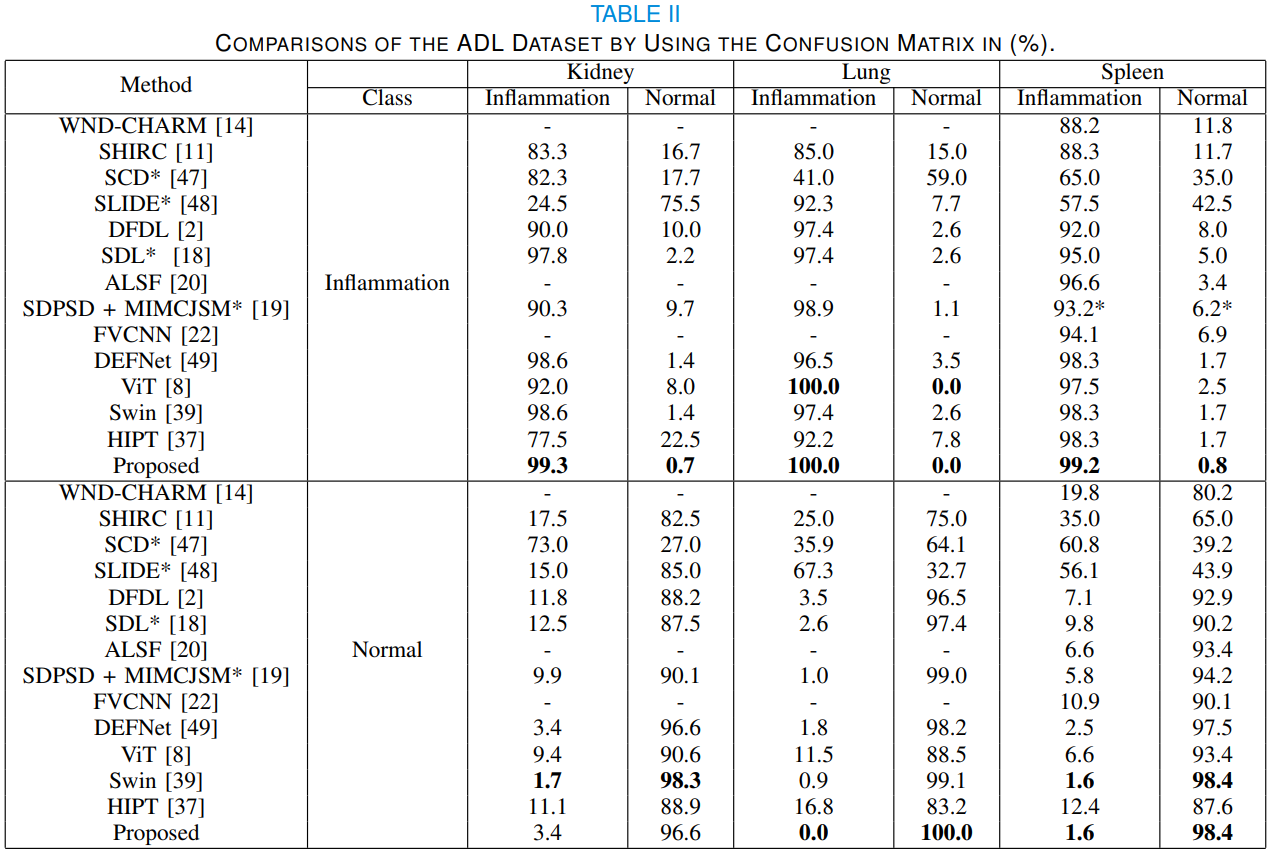 TABLE II
COMPARISONS OF THE ADL DATASET BY USING THE CONFUSION MATRIX IN (%).
Method Kidney Lung Spleen
Class Inflammation Normal Inflammation Normal Inflammation Normal
WND-CHARM [14] - - - - 88.2 11.8
SHIRC [11] 83.3 16.7 85.0 15.0 88.3 11.7
SCD* [47] 82.3 17.7 41.0 59.0 65.0 35.0
SLIDE* [48] 24.5 75.5 92.3 7.7 57.5 42.5
DFDL [2] 90.0 10.0 97.4 2.6 92.0 8.0
SDL* [18] 97.8 2.2 97.4 2.6 95.0 5.0
ALSF [20] Inflammation - - - - 96.6 3.4
SDPSD + MIMCJSM* [19] 90.3 9.7 98.9 1.1 93.2* 6.2*
FVCNN [22] - - - - 94.1 6.9
DEFNet [49] 98.6 1.4 96.5 3.5 98.3 1.7
ViT [8] 92.0 8.0 100.0 0.0 97.5 2.5
Swin [39] 98.6 1.4 97.4 2.6 98.3 1.7
HIPT [37] 77.5 22.5 92.2 7.8 98.3 1.7
Proposed 99.3 0.7 100.0 0.0 99.2 0.8
WND-CHARM [14] - - - - 19.8 80.2
SHIRC [11] 17.5 82.5 25.0 75.0 35.0 65.0
SCD* [47] 73.0 27.0 35.9 64.1 60.8 39.2
SLIDE* [48] 15.0 85.0 67.3 32.7 56.1 43.9
DFDL [2] 11.8 88.2 3.5 96.5 7.1 92.9
SDL* [18] 12.5 87.5 2.6 97.4 9.8 90.2
ALSF [20] Normal - - - - 6.6 93.4
SDPSD + MIMCJSM* [19] 9.9 90.1 1.0 99.0 5.8 94.2
FVCNN [22] - - - - 10.9 90.1
DEFNet [49] 3.4 96.6 1.8 98.2 2.5 97.5
ViT [8] 9.4 90.6 11.5 88.5 6.6 93.4
Swin [39] 1.7 98.3 0.9 99.1 1.6 98.4
HIPT [37] 11.1 88.9 16.8 83.2 12.4 87.6
Proposed 3.4 96.6 0.0 100.0 1.6 98.4